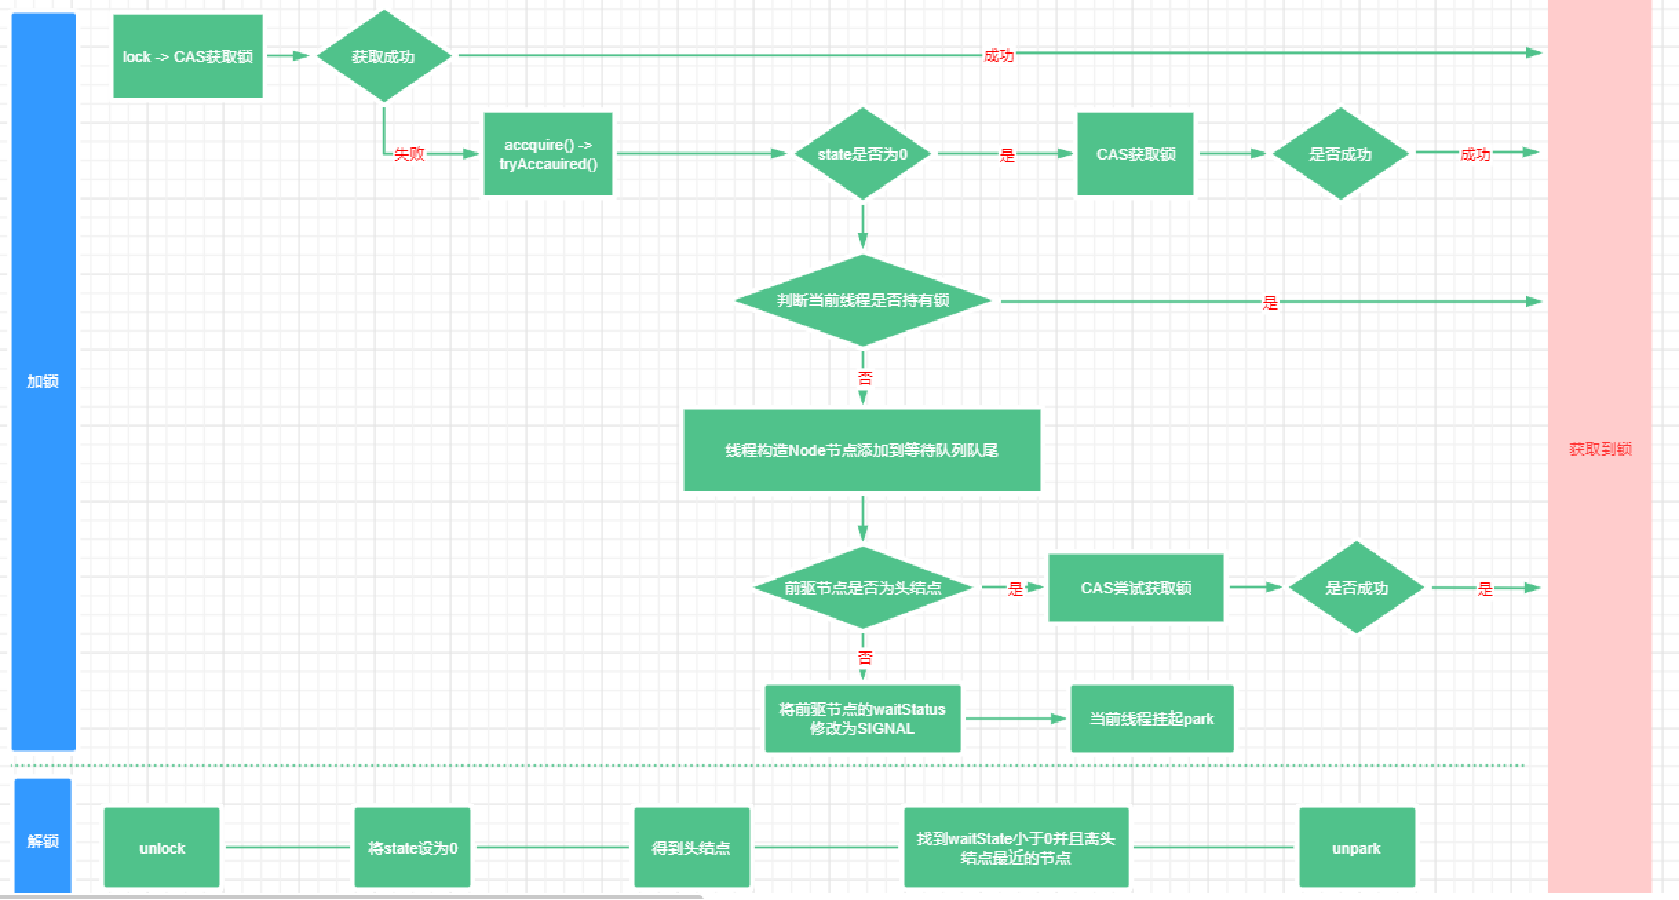 加锁
lock -> CAS获取锁
获取成功
成功
失败
accquire() ->
tryAccauired()
state是否为0
是
CAS获取锁
是否成功
成功
判断当前线程是否持有锁
是
否
线程构造Node节点添加到等待队列队尾
前驱节点是否为头结点
是
CAS尝试获取锁
是否成功
是
否
将前驱节点的waitStatus
修改为SIGNAL
当前线程挂起park
获取到锁
解锁
unlock
将state设为0
得到头结点
找到waitState小于0并且离头
结点最近的节点
unpark